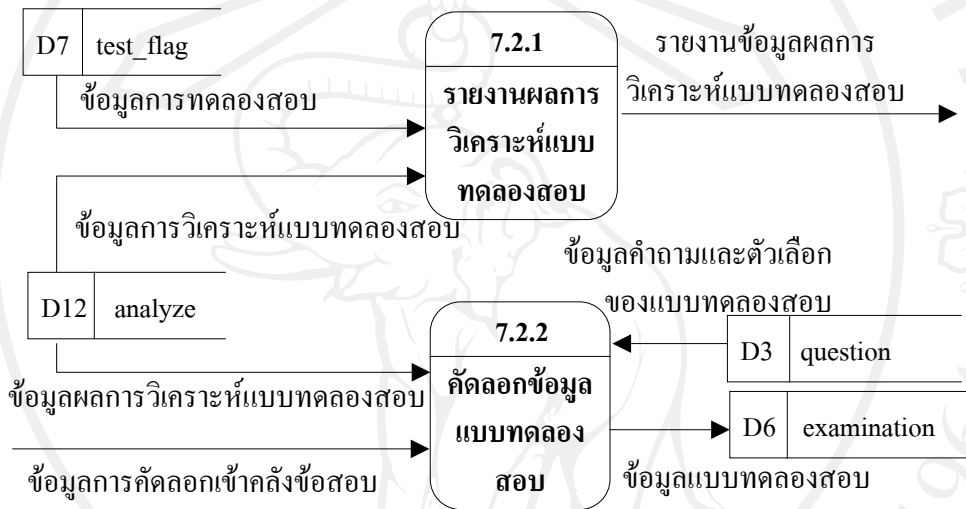 D7 test_flag
ข้อมูลการทดลองสอบ
7.2.1
รายงานผลการ
วิเคราะห์แบบ
ทดลองสอบ
รายงานข้อมูลผลการ
วิเคราะห์แบบทดลองสอบ
ข้อมูลการวิเคราะห์แบบทดลองสอบ
D12 analyze
ข้อมูลคำถามและตัวเลือก
ของแบบทดลองสอบ
7.2.2
คัดลอกข้อมูล
แบบทดลอง
สอบ
D3 question
ข้อมูลผลการวิเคราะห์แบบทดลองสอบ
D6 examination
ข้อมูลการคัดลอกเข้าคลังข้อสอบ
ข้อมูลแบบทดลองสอบ